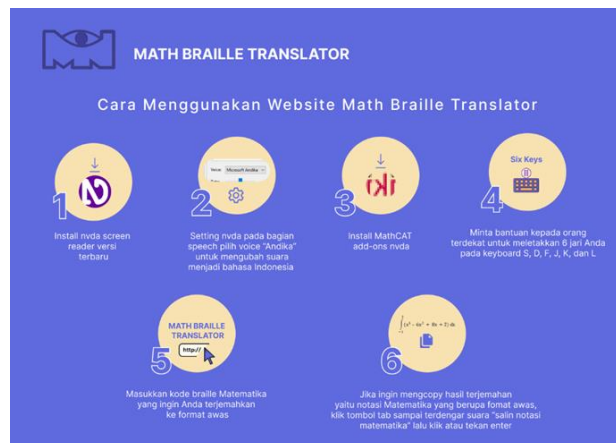 MATH BRAILLE TRANSLATOR
Cara Menggunakan Website Math Braille Translator
1
Install nvda screen
reader versi
terbaru
Voice: Microsoft Andika
2
Setting nvda pada bagian
speech pilih voice "Andika"
untuk mengubah suara
menjadi bahasa Indonesia
3
Install MathCAT
add-ons nvda
Six Keys
4
Minta bantuan kepada orang
terdekat untuk meletakkan 6 jari Anda
pada keyboard S, D, F, J, K, dan L
MATH BRAILLE
TRANSLATOR
http://
5
Masukkan kode braille Matematika
yang ingin Anda terjemahkan
ke format awas
6
Jika ingin mengcopy hasil terjemahan
yaitu notasi Matematika yang berupa fomat awas,
klik tombol tab sampai terdengar suara "salin notasi
matematika" lalu klik atau tekan enter